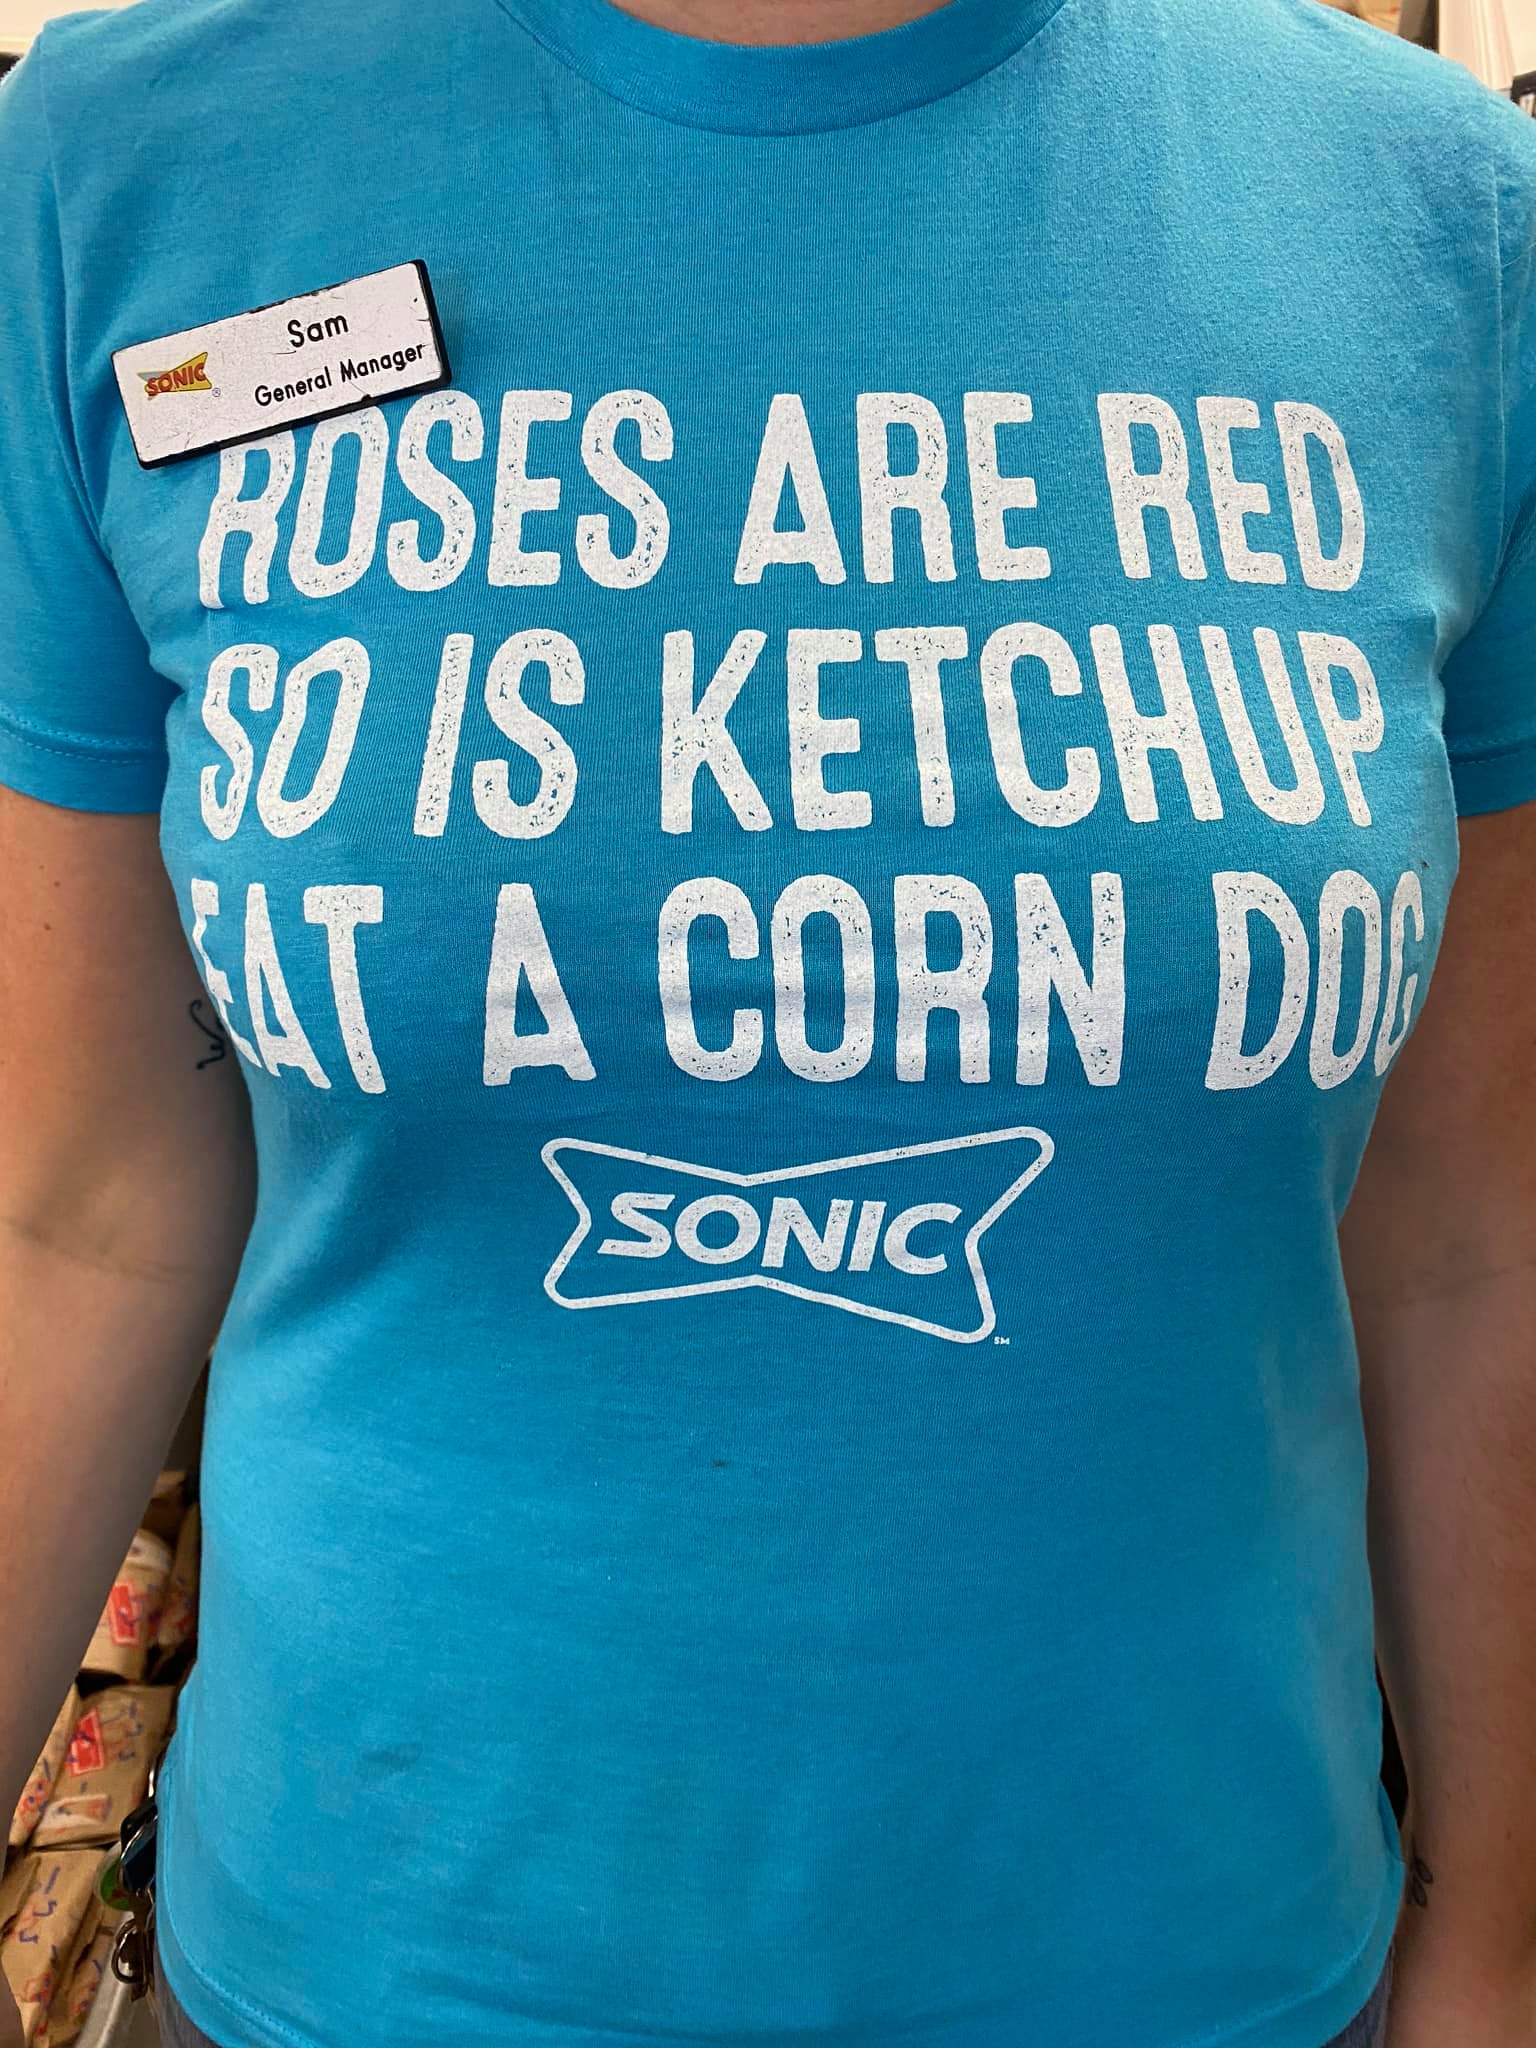 Sam
General Manager
SONIC ®
ROSES ARE RED
SO IS KETCHUP
EAT A CORN DOG
SONIC
SM